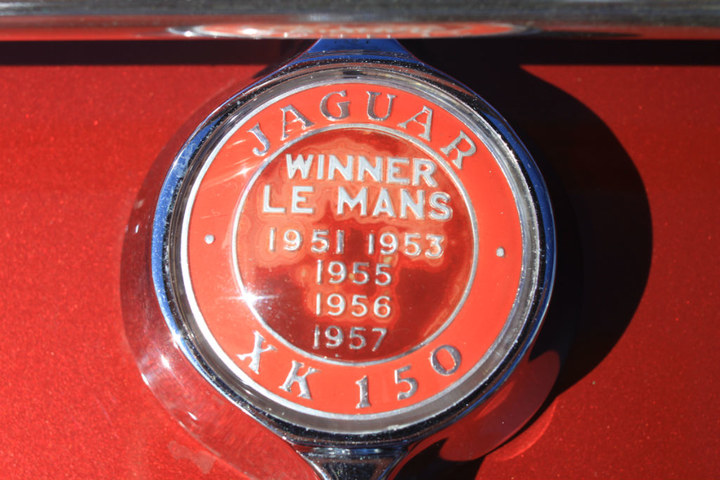 JAGUAR
WINNER
LE MANS
1951 1953
1955
1956
1957
XK 150